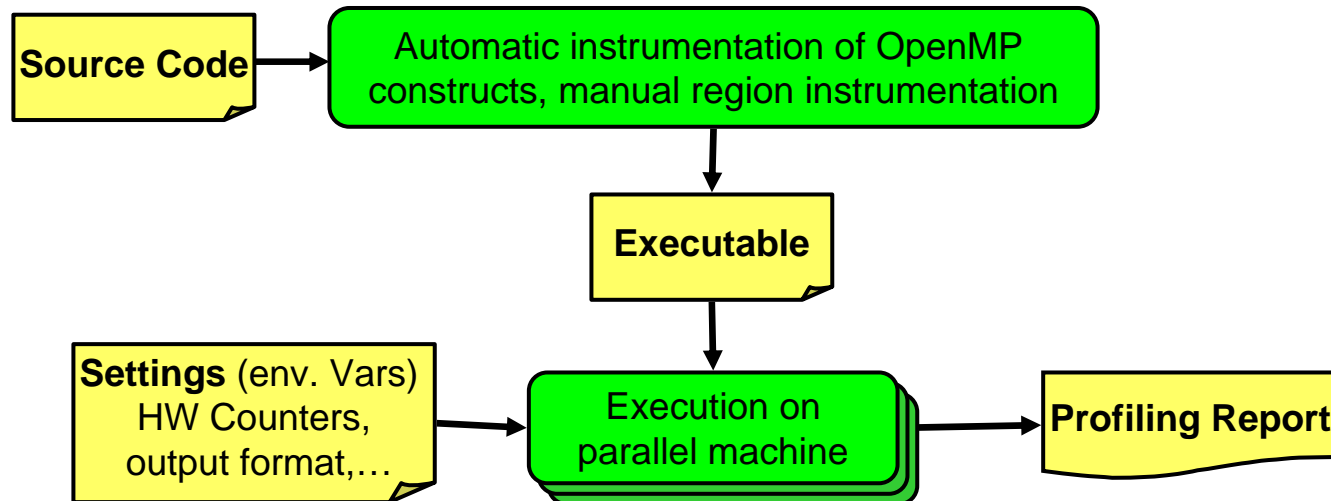 Source Code
Automatic instrumentation of OpenMP
constructs, manual region instrumentation
Executable
Settings (env. Vars)
HW Counters,
output format,…
Execution on
parallel machine
Profiling Report